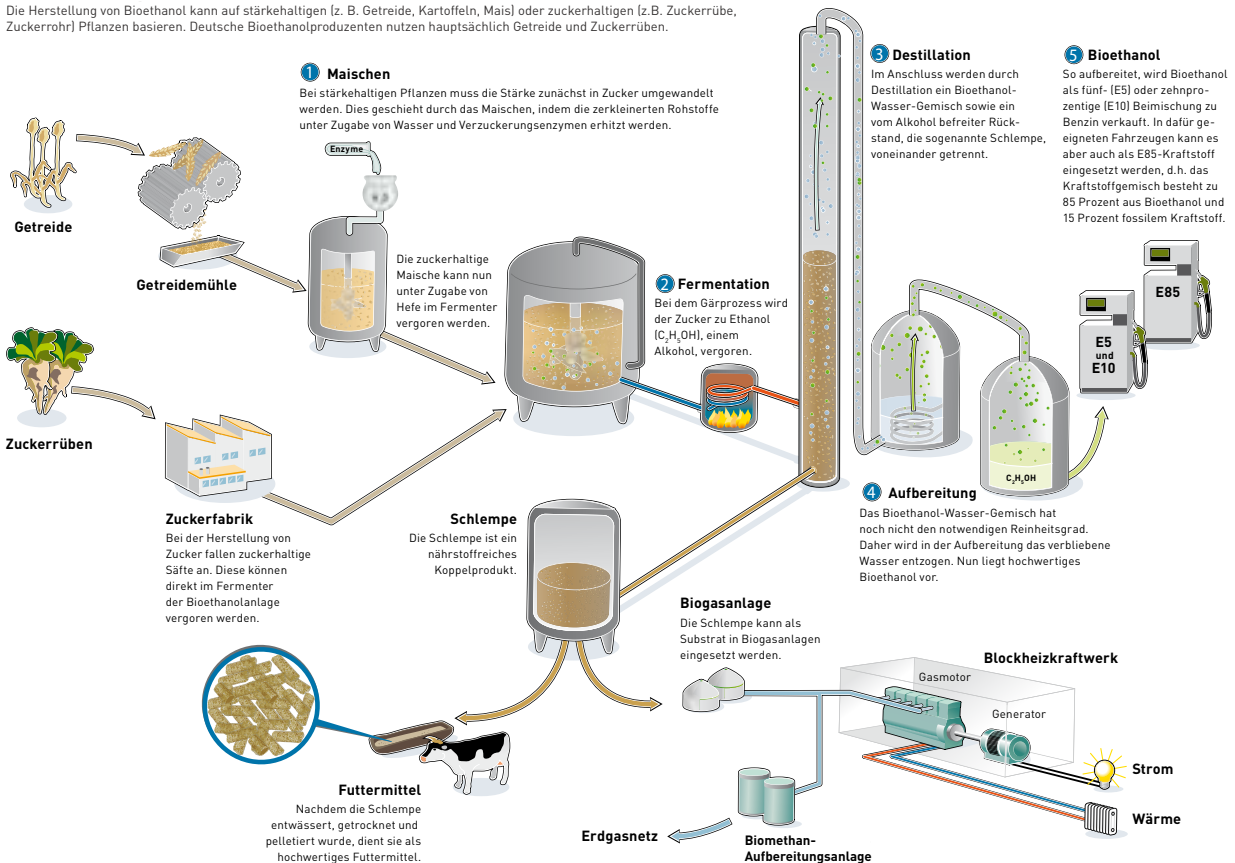 Die Herstellung von Bioethanol kann auf stärkehaltigen (z. B. Getreide, Kartoffeln, Mais) oder zuckerhaltigen (z.B. Zuckerrübe,
Zuckerrohr) Pflanzen basieren. Deutsche Bioethanolproduzenten nutzen hauptsächlich Getreide und Zuckerrüben.
1 Maischen
Bei stärkehaltigen Pflanzen muss die Stärke zunächst in Zucker umgewandelt
werden. Dies geschieht durch das Maischen, indem die zerkleinerten Rohstoffe
unter Zugabe von Wasser und Verzuckerungsenzymen erhitzt werden.
Enzyme
Getreide
Getreidemühle
Die zuckerhaltige
Maische kann nun
unter Zugabe von
Hefe im Fermenter
vergoren werden.
Zuckerrüben
Zuckerfabrik
Bei der Herstellung von
Zucker fallen zuckerhaltige
Säfte an. Diese können
direkt im Fermenter
der Bioethanolanlage
vergoren werden.
2 Fermentation
Bei dem Gärprozess wird
der Zucker zu Ethanol
(C₂H₅OH), einem
Alkohol, vergoren.
3 Destillation
Im Anschluss werden durch
Destillation ein Bioethanol-
Wasser-Gemisch sowie ein
vom Alkohol befreiter Rück-
stand, die sogenannte Schlempe,
voneinander getrennt.
4 Aufbereitung
Das Bioethanol-Wasser-Gemisch hat
noch nicht den notwendigen Reinheitsgrad.
Daher wird in der Aufbereitung das verbliebene
Wasser entzogen. Nun liegt hochwertiges
Bioethanol vor.
C₂H₅OH
5 Bioethanol
So aufbereitet, wird Bioethanol
als fünf- (E5) oder zehnpro-
zentige (E10) Beimischung zu
Benzin verkauft. In dafür ge-
eigneten Fahrzeugen kann es
aber auch als E85-Kraftstoff
eingesetzt werden, d.h. das
Kraftstoffgemisch besteht zu
85 Prozent aus Bioethanol und
15 Prozent fossilem Kraftstoff.
E85
E5
und
E10
Schlempe
Die Schlempe ist ein
nährstoffreiches
Koppelprodukt.
Futtermittel
Nachdem die Schlempe
entwässert, getrocknet und
pelletiert wurde, dient sie als
hochwertiges Futtermittel.
Biogasanlage
Die Schlempe kann als
Substrat in Biogasanlagen
eingesetzt werden.
Blockheizkraftwerk
Gasmotor
Generator
Strom
Wärme
Erdgasnetz
Biomethan-
Aufbereitungsanlage